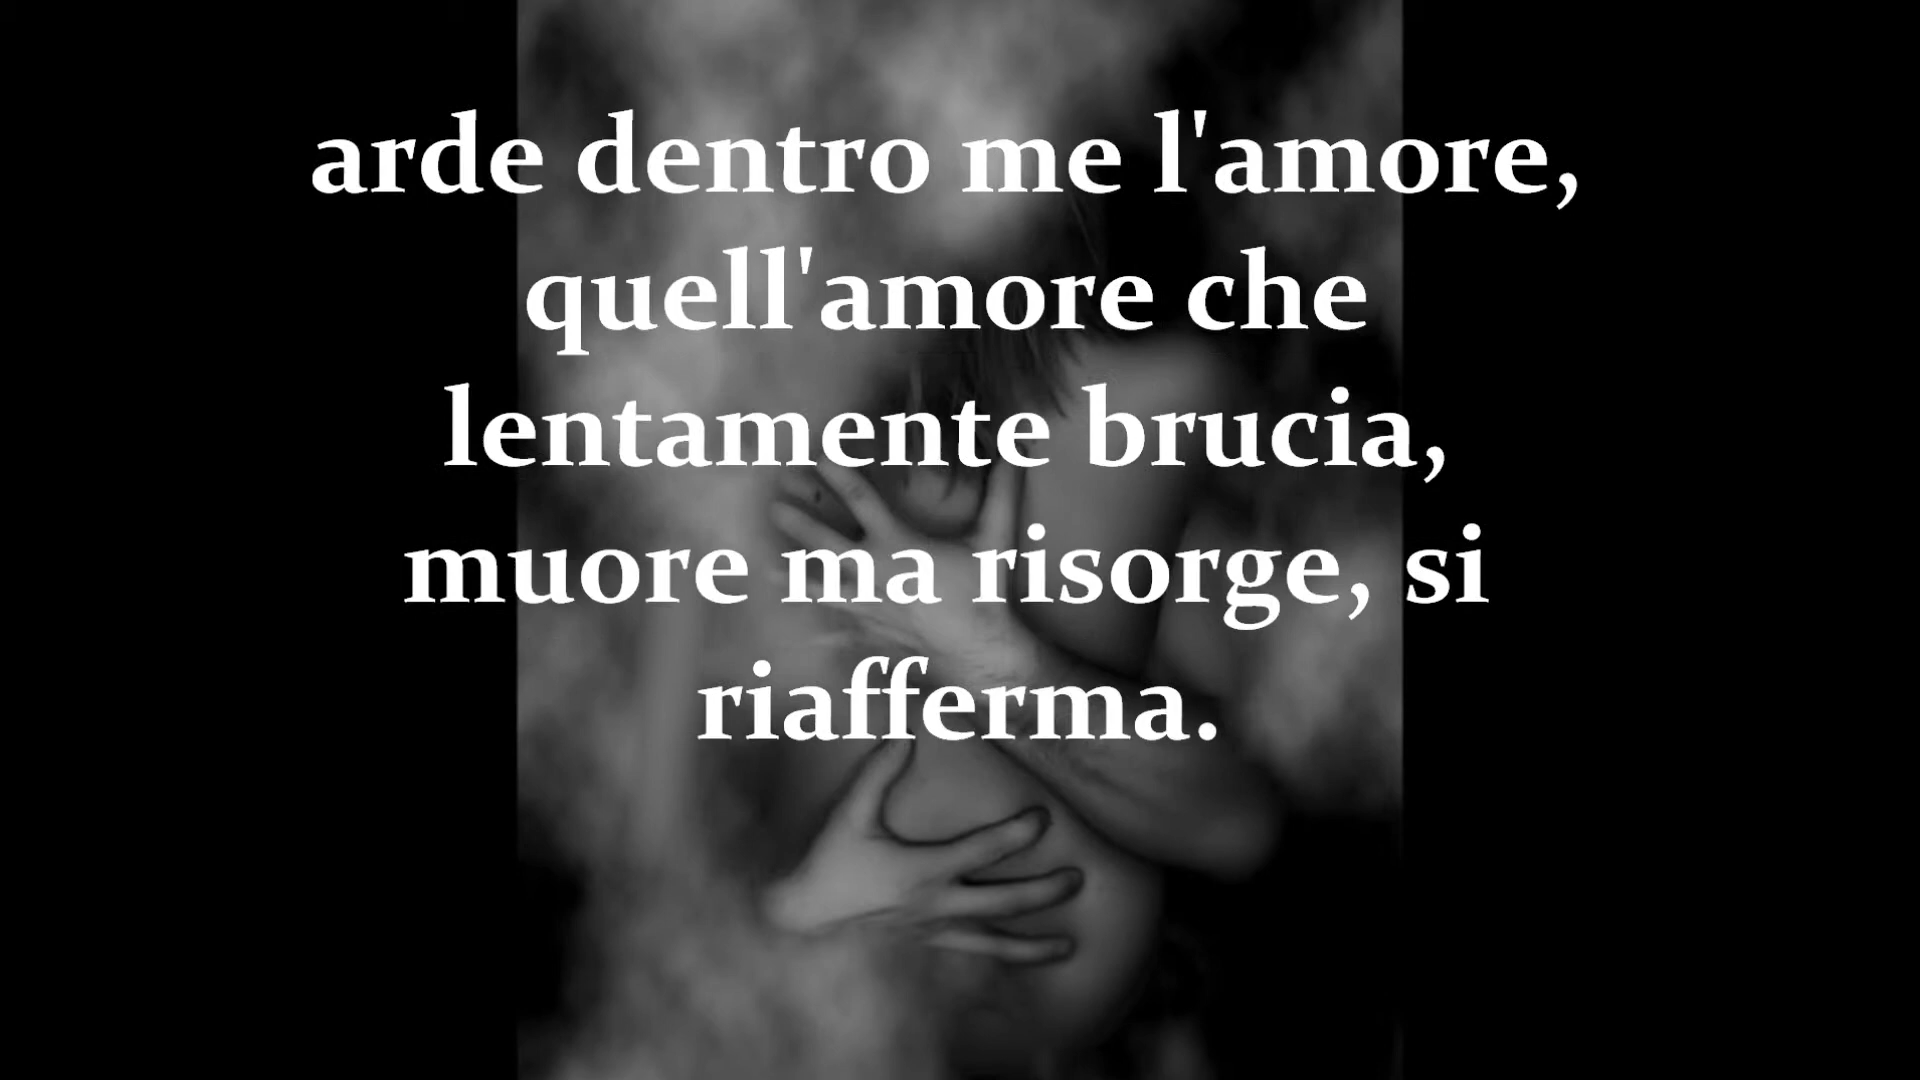 arde dentro me l'amore,
quell'amore che
lentamente brucia,
muore ma risorge, si
riafferma.